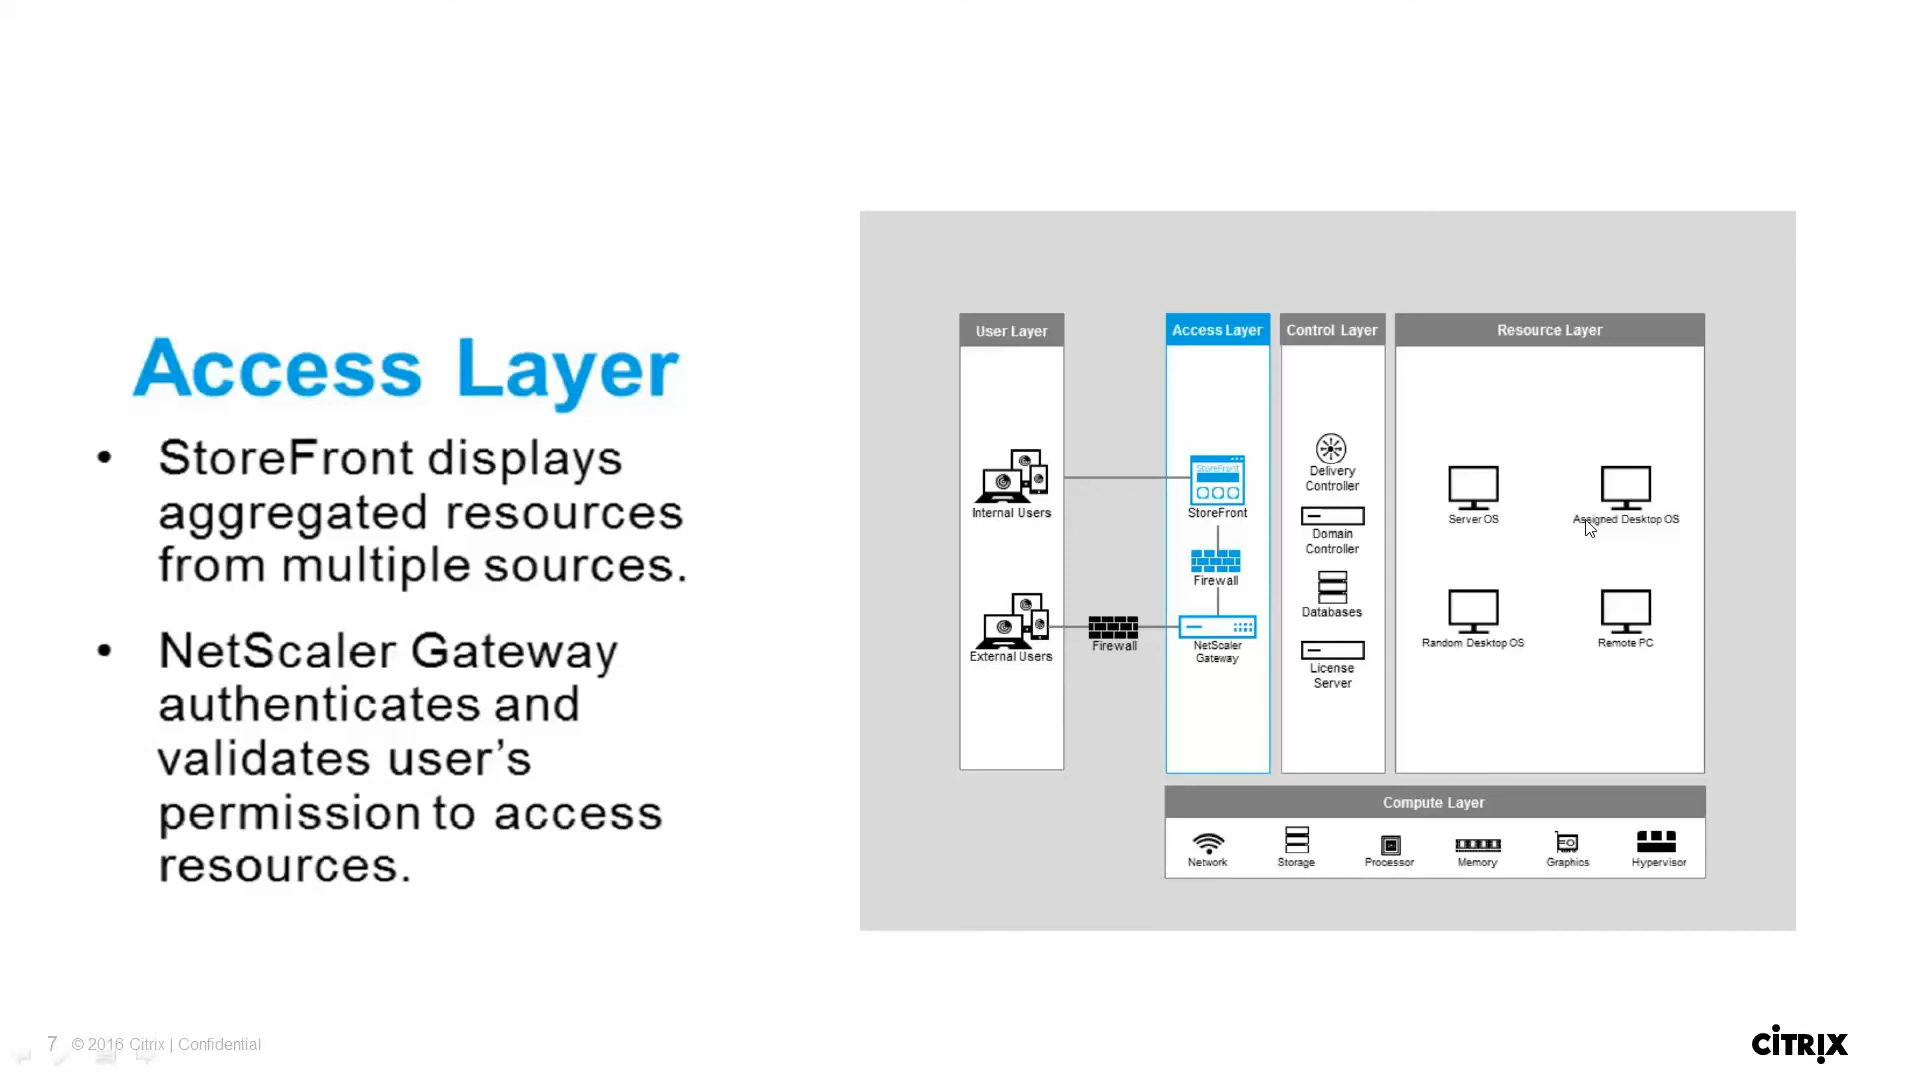 Access Layer
• StoreFront displays
aggregated resources
from multiple sources.
• NetScaler Gateway
authenticates and
validates user’s
permission to access
resources.
User Layer
Internal Users
External Users
Firewall
Access Layer
StoreFront
StoreFront
Firewall
NetScaler
Gateway
Control Layer
Delivery
Controller
Domain
Controller
Databases
License
Server
Resource Layer
Server OS
Assigned Desktop OS
Random Desktop OS
Remote PC
Compute Layer
Network
Storage
Processor
Memory
Graphics
Hypervisor
7 © 2016 Citrix | Confidential
CITRIX